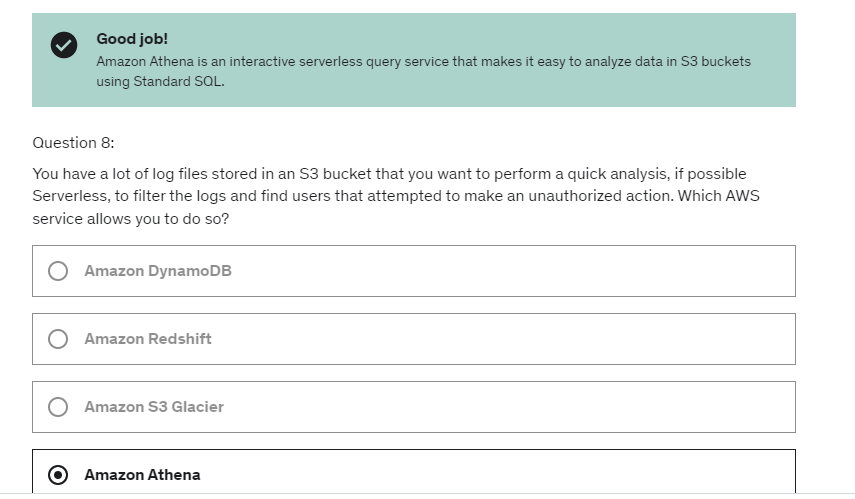 Good job!
Amazon Athena is an interactive serverless query service that makes it easy to analyze data in S3 buckets
using Standard SQL.
Question 8:
You have a lot of log files stored in an S3 bucket that you want to perform a quick analysis, if possible
Serverless, to filter the logs and find users that attempted to make an unauthorized action. Which AWS
service allows you to do so?
Amazon DynamoDB
Amazon Redshift
Amazon S3 Glacier
Amazon Athena